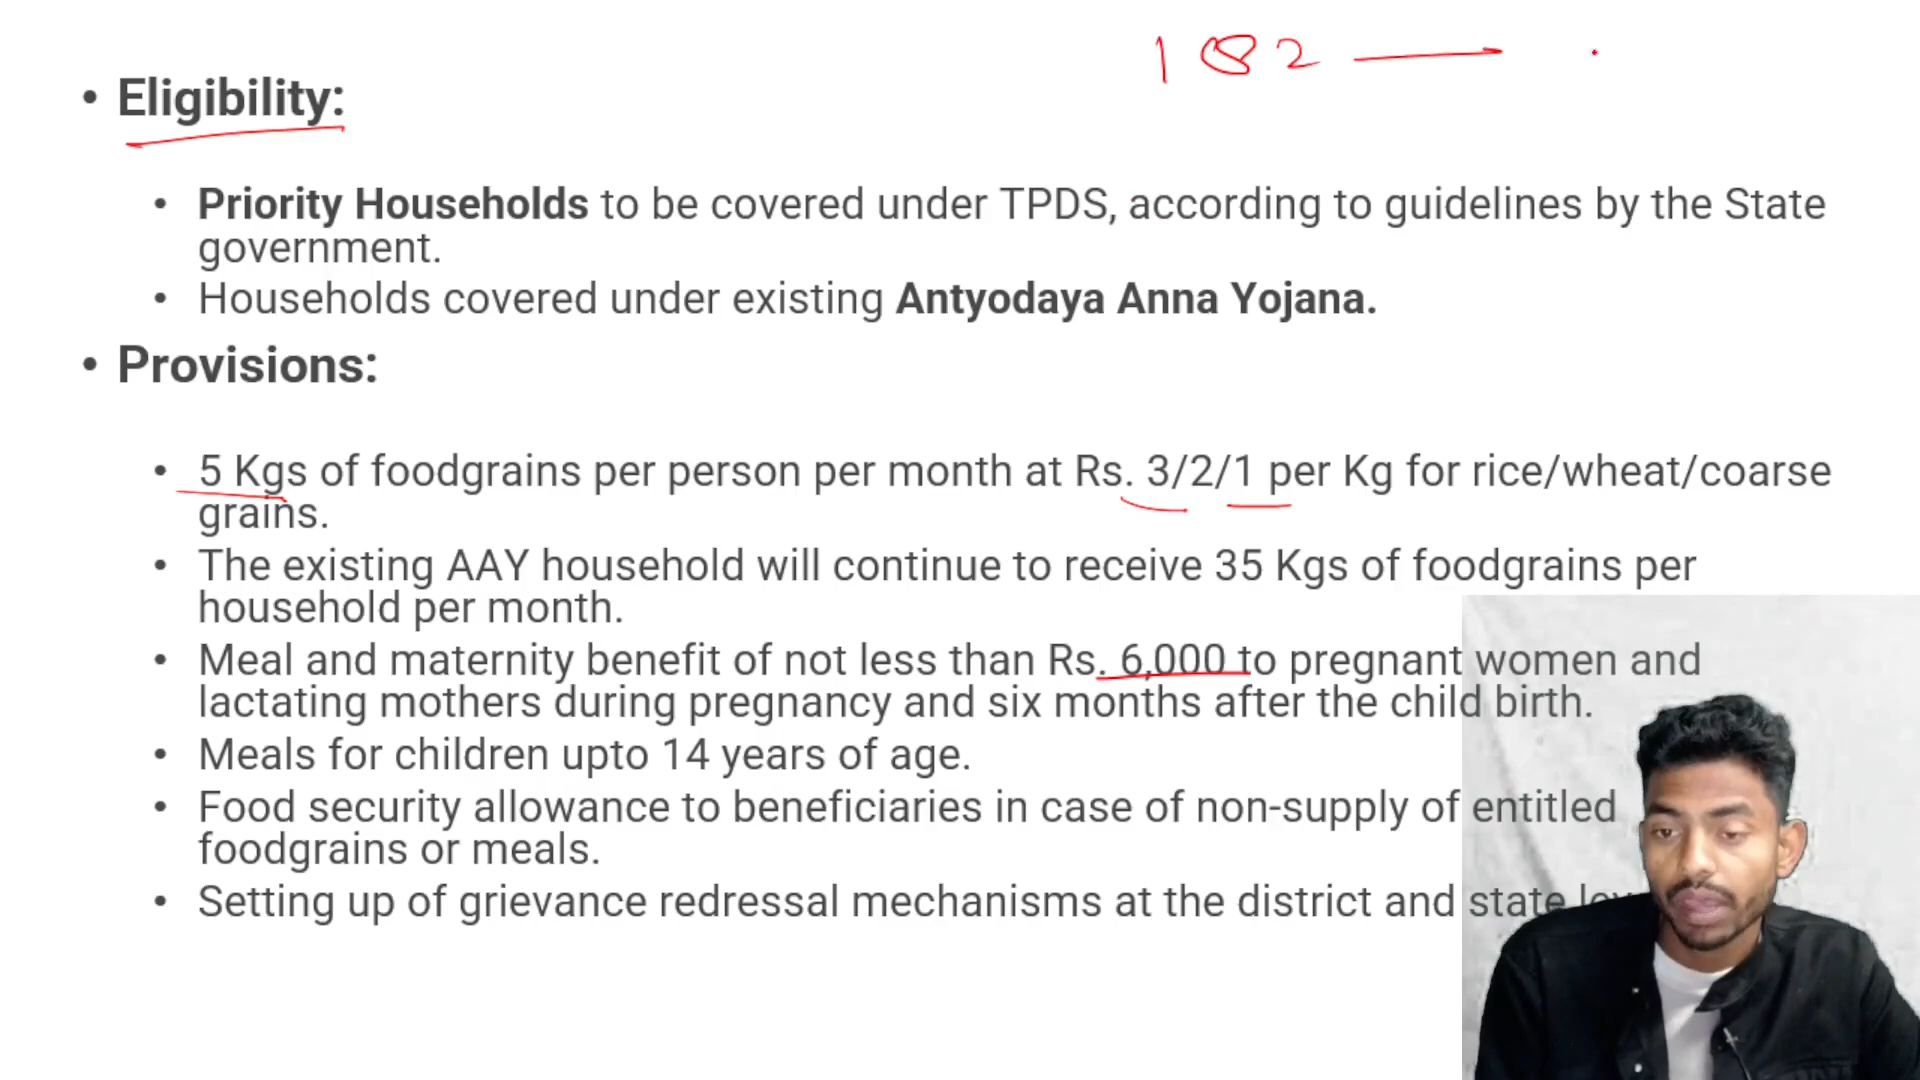 182
• Eligibility:
• Priority Households to be covered under TPDS, according to guidelines by the State
government.
• Households covered under existing Antyodaya Anna Yojana.
• Provisions:
• 5 Kgs of foodgrains per person per month at Rs. 3/2/1 per Kg for rice/wheat/coarse
grains.
• The existing AAY household will continue to receive 35 Kgs of foodgrains per
household per month.
• Meal and maternity benefit of not less than Rs. 6,000 to pregnant women and
lactating mothers during pregnancy and six months after the child birth.
• Meals for children upto 14 years of age.
• Food security allowance to beneficiaries in case of non-supply of entitled
foodgrains or meals.
• Setting up of grievance redressal mechanisms at the district and state